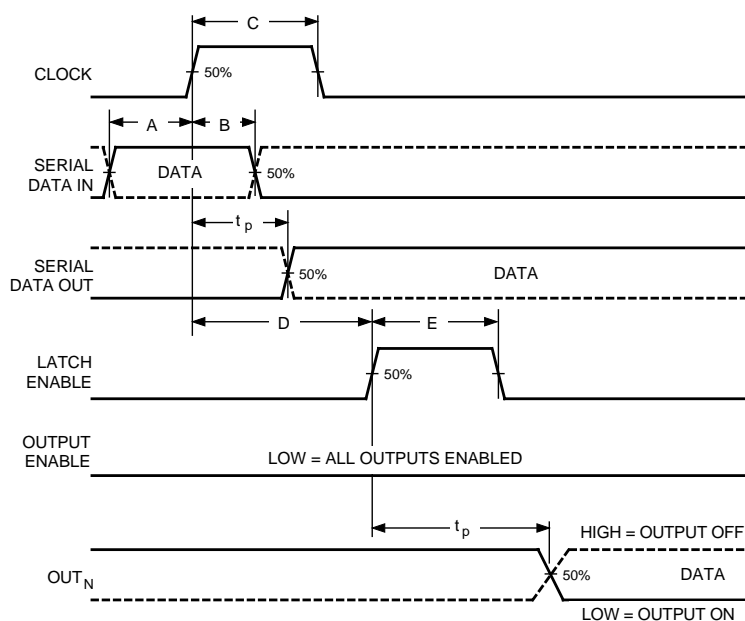 C
CLOCK
50%
A
B
SERIAL
DATA IN
DATA
50%
t p
SERIAL
DATA OUT
50%
DATA
D
E
LATCH
ENABLE
50%
OUTPUT
ENABLE
LOW = ALL OUTPUTS ENABLED
t p
HIGH = OUTPUT OFF
OUT N
50%
DATA
LOW = OUTPUT ON